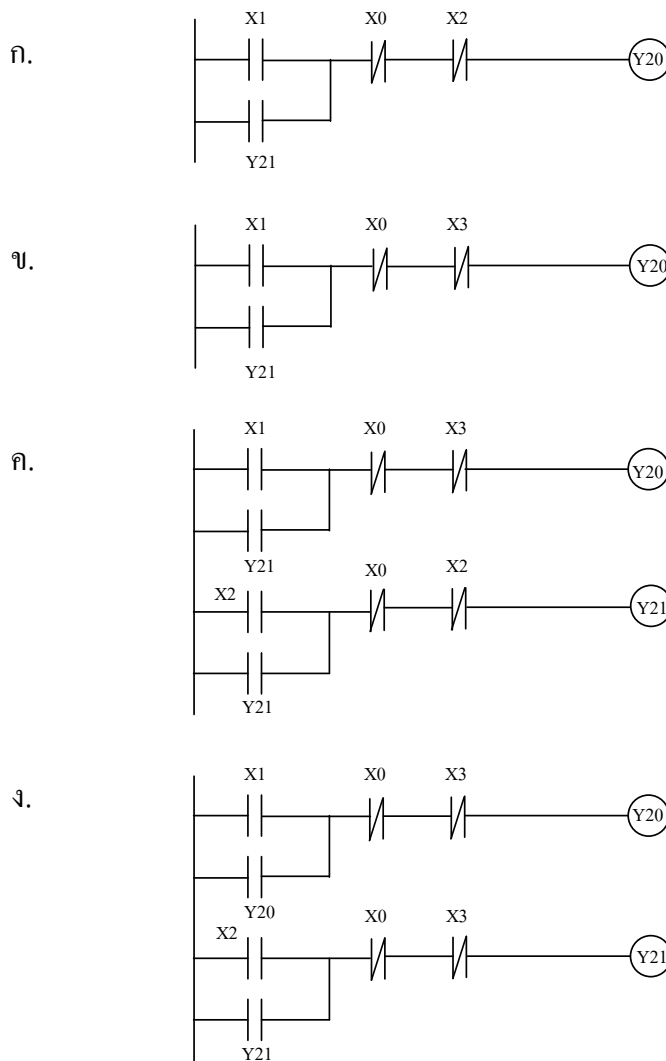 X1 X0 X2
ก. Y20
Y21
X1 X0 X3
ข. Y20
Y21
X1 X0 X3
ค. Y20
Y21
X2 X0 X2
Y21
Y21
X1 X0 X3
ง. Y20
Y20
X2 X0 X3
Y21
Y21